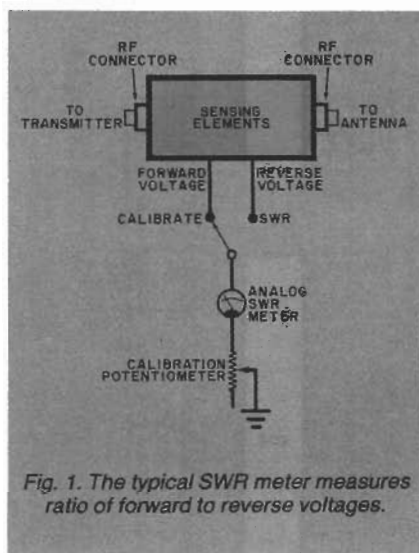 RF
CONNECTOR
RF
CONNECTOR
TO
TRANSMITTER
SENSING
ELEMENTS
TO
ANTENNA
FORWARD
VOLTAGE
REVERSE
VOLTAGE
CALIBRATE
SWR
ANALOG
SWR
METER
CALIBRATION
POTENTIOMETER
Fig. 1. The typical SWR meter measures
ratio of forward to reverse voltages.